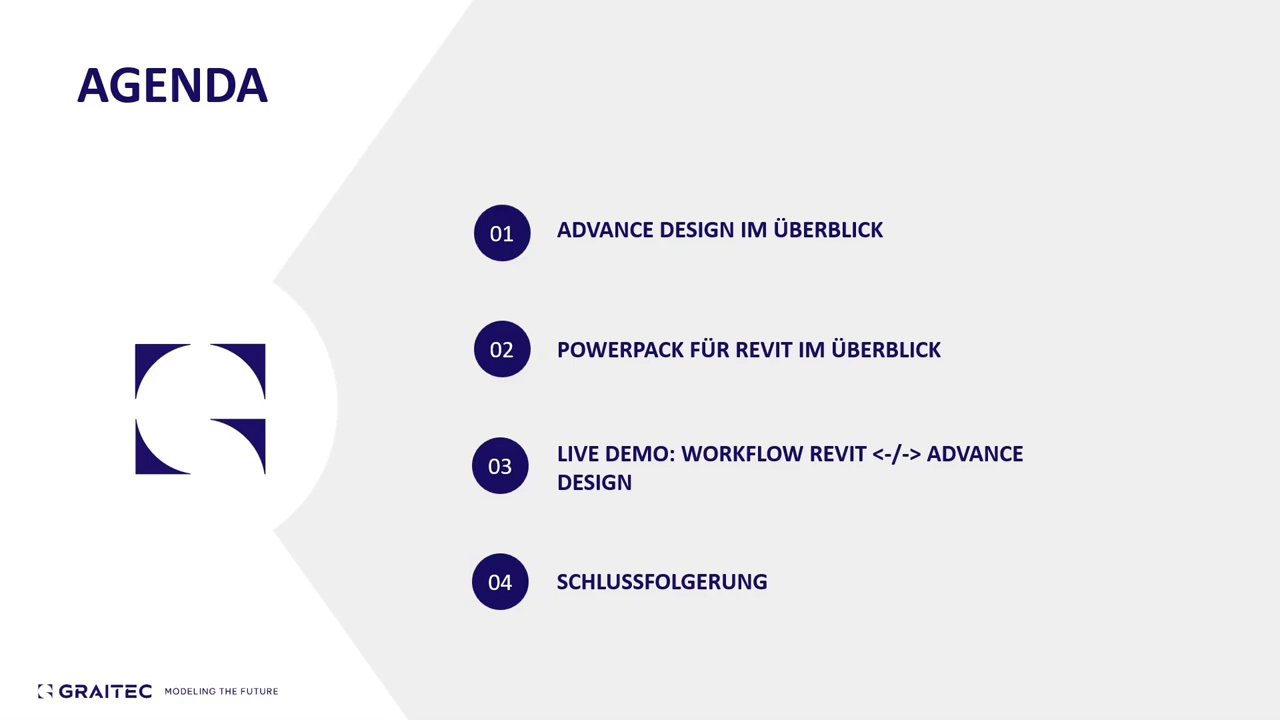 AGENDA
01
ADVANCE DESIGN IM ÜBERBLICK
02
POWERPACK FÜR REVIT IM ÜBERBLICK
03
LIVE DEMO: WORKFLOW REVIT <-/-> ADVANCE
DESIGN
04
SCHLUSSFOLGERUNG
GRAITEC MODELING THE FUTURE